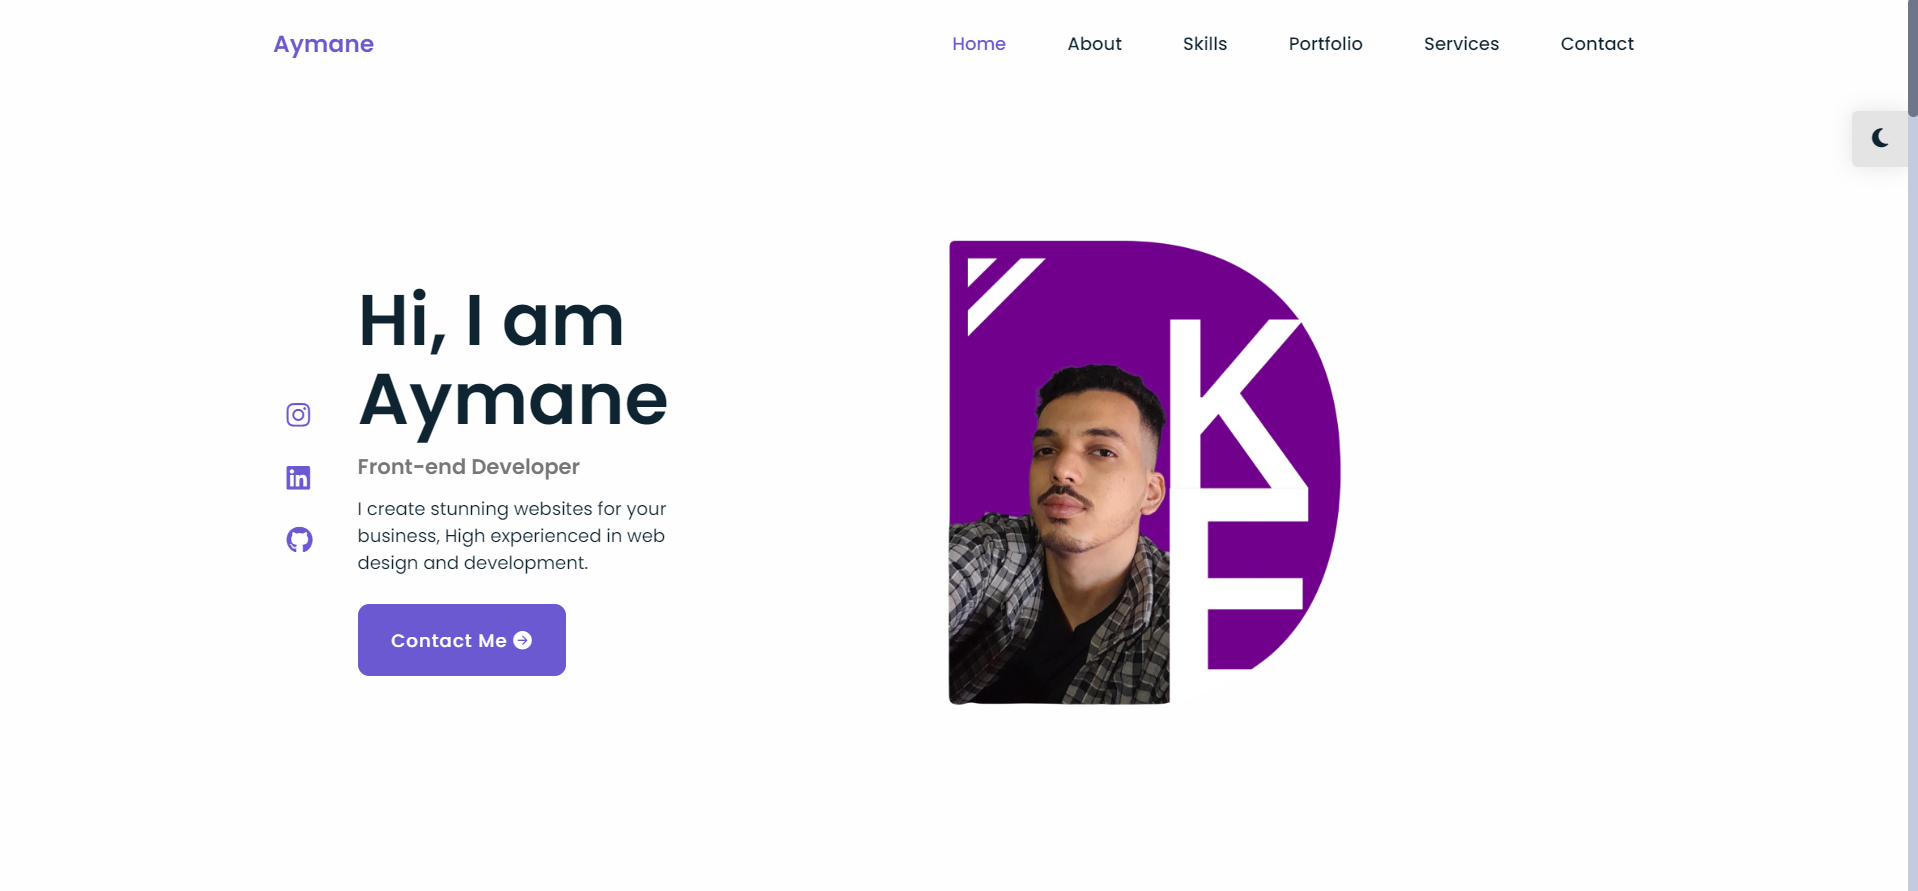 Aymane
Home About Skills Portfolio Services Contact
Hi, I am
Aymane
Front-end Developer
I create stunning websites for your
business, High experienced in web
design and development.
Contact Me
K
F